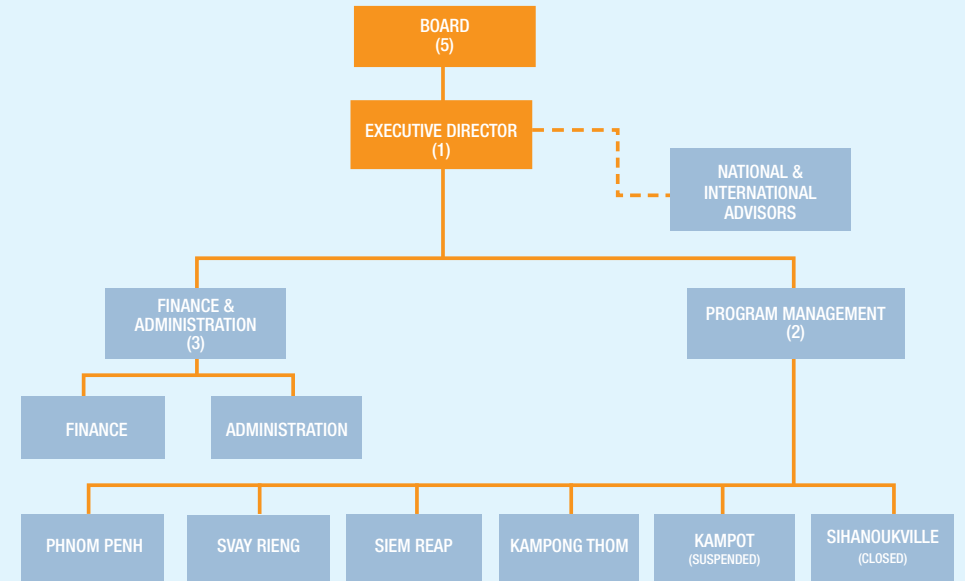 BOARD
(5)
EXECUTIVE DIRECTOR
(1)
NATIONAL &
INTERNATIONAL
ADVISORS
FINANCE &
ADMINISTRATION
(3)
PROGRAM MANAGEMENT
(2)
FINANCE
ADMINISTRATION
PHNOM PENH
SVAY RIENG
SIEM REAP
KAMPONG THOM
KAMPOT
(SUSPENDED)
SIHANOUKVILLE
(CLOSED)